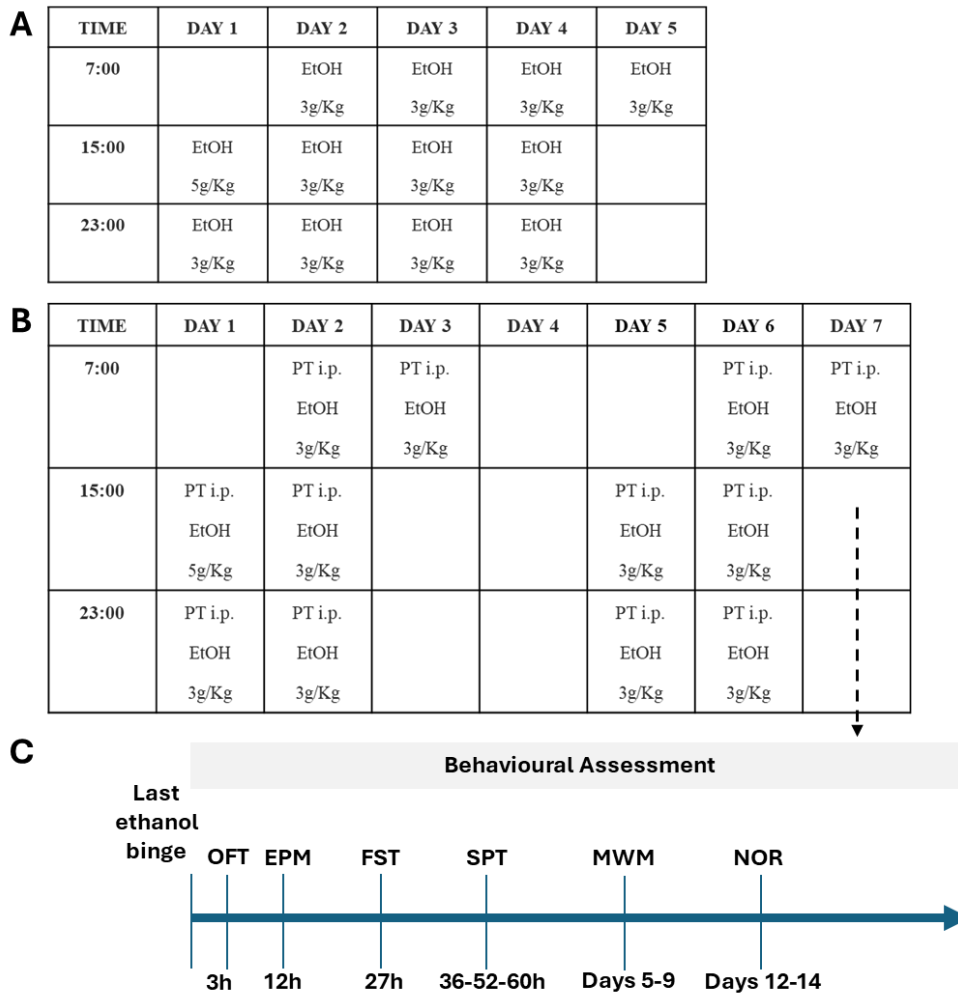 A
TIME DAY 1 DAY 2 DAY 3 DAY 4 DAY 5
7:00 EtOH EtOH EtOH EtOH
3g/Kg 3g/Kg 3g/Kg 3g/Kg
15:00 EtOH EtOH EtOH EtOH
5g/Kg 3g/Kg 3g/Kg 3g/Kg
23:00 EtOH EtOH EtOH EtOH
3g/Kg 3g/Kg 3g/Kg 3g/Kg
B
TIME DAY 1 DAY 2 DAY 3 DAY 4 DAY 5 DAY 6 DAY 7
7:00 PT i.p. PT i.p. PT i.p. PT i.p.
EtOH EtOH EtOH EtOH
3g/Kg 3g/Kg 3g/Kg 3g/Kg
15:00 PT i.p. PT i.p. PT i.p. PT i.p.
EtOH EtOH EtOH EtOH
5g/Kg 3g/Kg 3g/Kg 3g/Kg
23:00 PT i.p. PT i.p. PT i.p. PT i.p.
EtOH EtOH EtOH EtOH
3g/Kg 3g/Kg 3g/Kg 3g/Kg
C
Behavioural Assessment
Last
ethanol
binge
OFT EPM FST SPT MWM NOR
3h 12h 27h 36-52-60h Days 5-9 Days 12-14